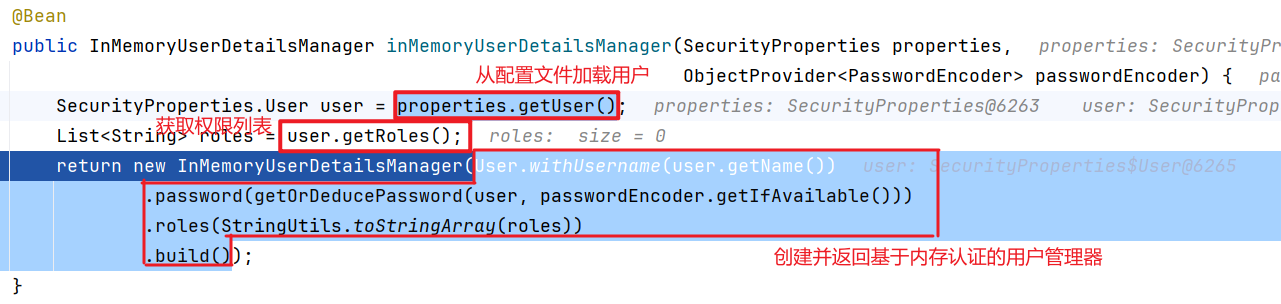 @Bean
public InMemoryUserDetailsManager inMemoryUserDetailsManager(SecurityProperties properties, properties: SecurityPrope
从配置文件加载用户
ObjectProvider<PasswordEncoder> passwordEncoder) { pa
SecurityProperties.User user = properties.getUser(); properties: SecurityProperties@6263 user: SecurityProp
获取权限列表
List<String> roles = user.getRoles(); roles: size = 0
return new InMemoryUserDetailsManager(User.withUsername(user.getName()) user: SecurityProperties$User@6265
.password(getOrDeducePassword(user, passwordEncoder.getIfAvailable()))
.roles(StringUtils.toStringArray(roles))
.build());
创建并返回基于内存认证的用户管理器
}